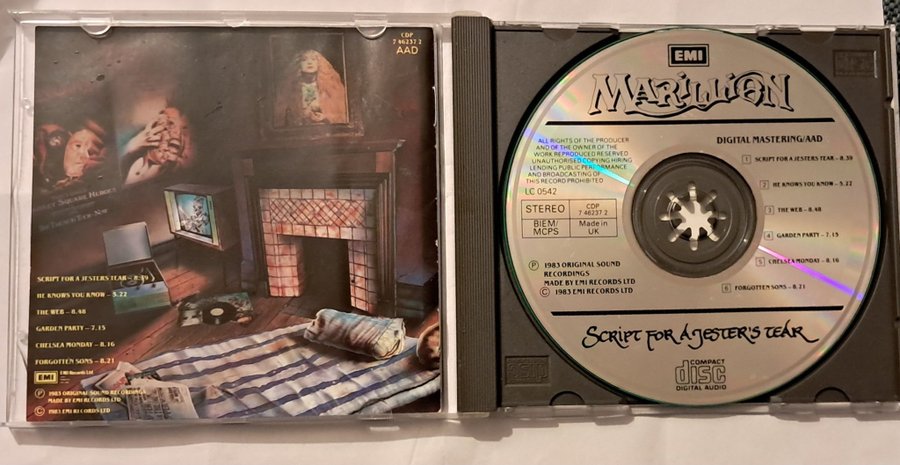 CDP
7 46237 2
AAD
SCRIPT FOR A JESTERS TEAR – 8.39
HE KNOWS YOU KNOW – 5.22
THE WEB – 8.48
GARDEN PARTY – 7.15
CHELSEA MONDAY – 8.16
FORGOTTEN SONS – 8.21
EMI EMI Records Ltd
Ⓟ 1983 ORIGINAL SOUND RECORDINGS
MADE BY EMI RECORDS LTD
© 1983 EMI RECORDS LTD
EMI
MARILLION
ALL RIGHTS OF THE PRODUCER
AND OF THE OWNER OF THE
WORK REPRODUCED RESERVED
UNAUTHORISED COPYING HIRING
LENDING PUBLIC PERFORMANCE
AND BROADCASTING OF
THIS RECORD PROHIBITED
LC 0542
STEREO CDP 7 46237 2
BIEM/MCPS Made in UK
Ⓟ 1983 ORIGINAL SOUND
RECORDINGS
MADE BY EMI RECORDS LTD
© 1983 EMI RECORDS LTD
DIGITAL MASTERING/AAD
1 SCRIPT FOR A JESTERS TEAR – 8.39
2 HE KNOWS YOU KNOW – 5.22
3 THE WEB – 8.48
4 GARDEN PARTY – 7.15
5 CHELSEA MONDAY – 8.16
6 FORGOTTEN SONS – 8.21
SCRIPT FOR A JESTER'S TEAR
COMPACT
disc
DIGITAL AUDIO